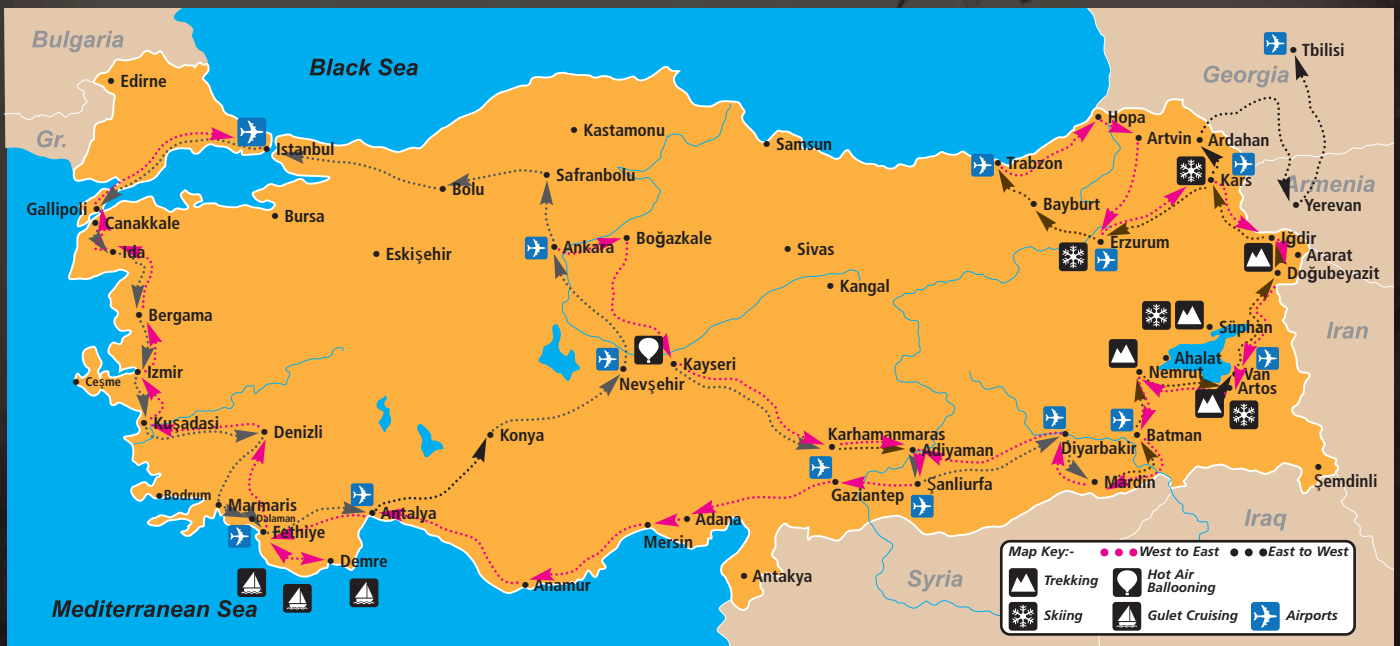 Bulgaria
Black Sea
Tbilisi
Georgia
Edirne
Gr.
Kastamonu
Samsun
Hopa
Artvin
Ardahan
Istanbul
Trabzon
Safranbolu
Bolu
Kars
Armenia
Yerevan
Bayburt
Gallipoli
Canakkale
Bursa
Ida
Eskişehir
Ankara
Boğazkale
Sivas
Erzurum
Iğdir
Ararat
Doğubeyazit
Kangal
Bergama
Süphan
Iran
Izmir
Ceşme
Kayseri
Nevşehir
Ahalat
Nemrut
Van
Artos
Kuşadasi
Denizli
Konya
Karhamanmaras
Adiyaman
Diyarbakir
Batman
Bodrum
Marmaris
Dalaman
Fethiye
Antalya
Gaziantep
Şanliurfa
Mardin
Şemdinli
Adana
Mersin
Iraq
Demre
Anamur
Antakya
Syria
Mediterranean Sea
Map Key:- West to East East to West
Trekking
Hot Air
Ballooning
Skiing
Gulet Cruising
Airports